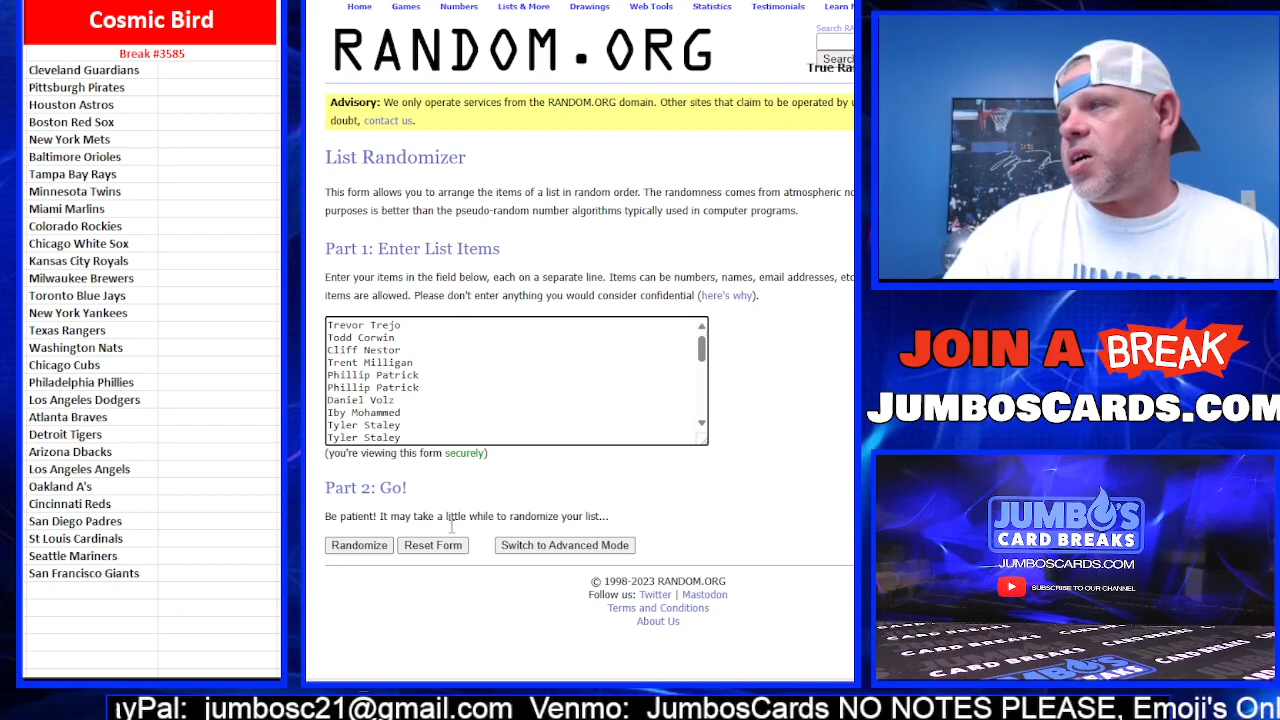 Cosmic Bird
Break #3585
Cleveland Guardians
Pittsburgh Pirates
Houston Astros
Boston Red Sox
New York Mets
Baltimore Orioles
Tampa Bay Rays
Minnesota Twins
Miami Marlins
Colorado Rockies
Chicago White Sox
Kansas City Royals
Milwaukee Brewers
Toronto Blue Jays
New York Yankees
Texas Rangers
Washington Nats
Chicago Cubs
Philadelphia Phillies
Los Angeles Dodgers
Atlanta Braves
Detroit Tigers
Arizona Dbacks
Los Angeles Angels
Oakland A's
Cincinnati Reds
San Diego Padres
St Louis Cardinals
Seattle Mariners
San Francisco Giants
Home Games Numbers Lists & More Drawings Web Tools Statistics Testimonials Learn
RANDOM.ORG
Search
Search
True
Advisory: We only operate services from the RANDOM.ORG domain. Other sites that claim to be operated by
doubt, contact us.
List Randomizer
This form allows you to arrange the items of a list in random order. The randomness comes from atmospheric
purposes is better than the pseudo-random number algorithms typically used in computer programs.
Part 1: Enter List Items
Enter your items in the field below, each on a separate line. Items can be numbers, names, email addresses, etc
items are allowed. Please don't enter anything you would consider confidential (here's why).
Trevor Trejo
Todd Corwin
Cliff Nestor
Trent Milligan
Phillip Patrick
Phillip Patrick
Daniel Volz
Iby Mohammed
Tyler Staley
Tyler Staley
(you're viewing this form securely)
Part 2: Go!
Be patient! It may take a little while to randomize your list...
Randomize Reset Form Switch to Advanced Mode
© 1998-2023 RANDOM.ORG
Follow us: Twitter | Mastodon
Terms and Conditions
About Us
JOIN A BREAK
JUMBOSCARDS.COM
JUMBO'S
CARD BREAKS
JUMBOSCARDS.COM
SUBSCRIBE TO OUR CHANNEL
ayPal: jumbosc21@gmail.com Venmo: JumbosCards NO NOTES PLEASE, Emoji's On